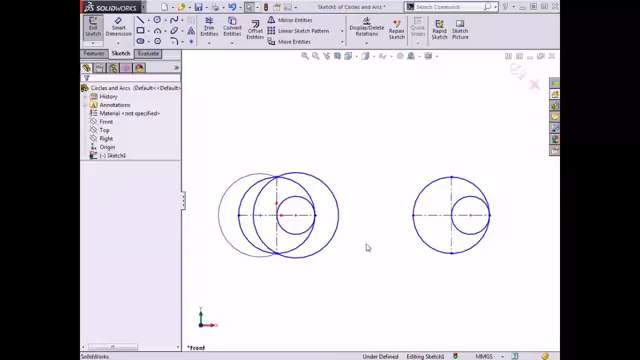 SOLIDWORKS
Sketch1 of Circles and Arcs *
Search Commands
Exit Sketch
Smart Dimension
Trim Entities
Convert Entities
Offset Entities
Mirror Entities
Linear Sketch Pattern
Move Entities
Display/Delete Relations
Repair Sketch
Quick Snaps
Rapid Sketch
Sketch Picture
Features
Sketch
Evaluate
Circles and Arcs (Default<<Default>
History
Annotations
Material <not specified>
Front
Top
Right
Origin
(-) Sketch1
Y
X
*Front
SolidWorks
Under Defined
Editing Sketch1
MMGS